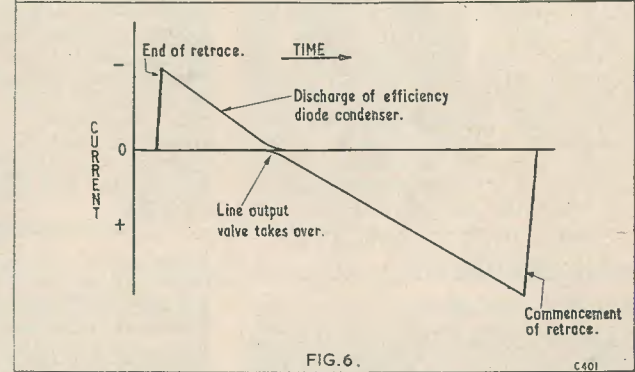 End of retrace.
TIME
−
Discharge of efficiency
diode condenser.
CURRENT
0
Line output
valve takes over.
+
Commencement
of retrace.
FIG.6.
C401